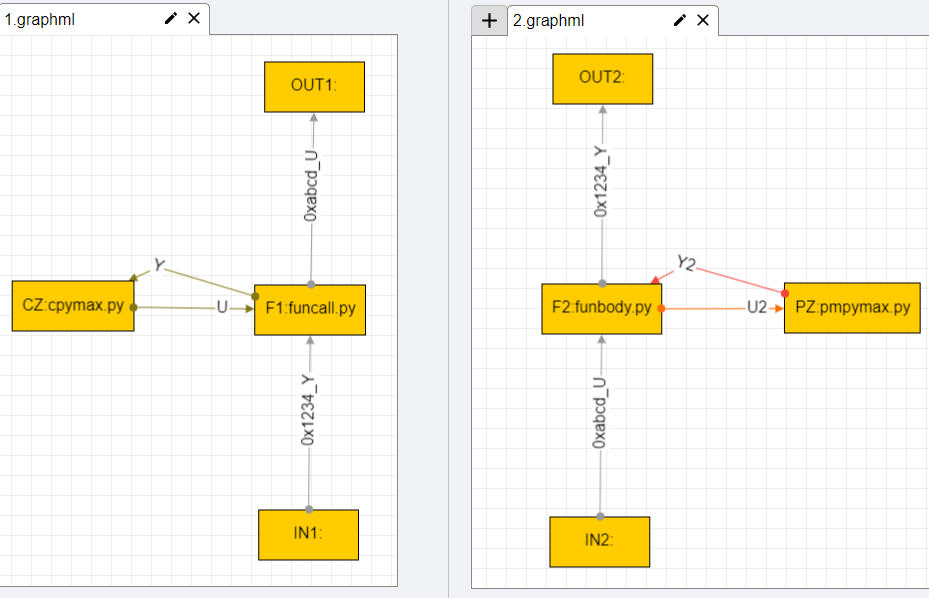 1.graphml
OUT1:
0xabcd_U
Y
CZ:cpymax.py
U
F1:funcall.py
0x1234_Y
IN1:
+ 2.graphml
OUT2:
0x1234_Y
Y2
F2:funbody.py
U2
PZ:pmpymax.py
0xabcd_U
IN2: